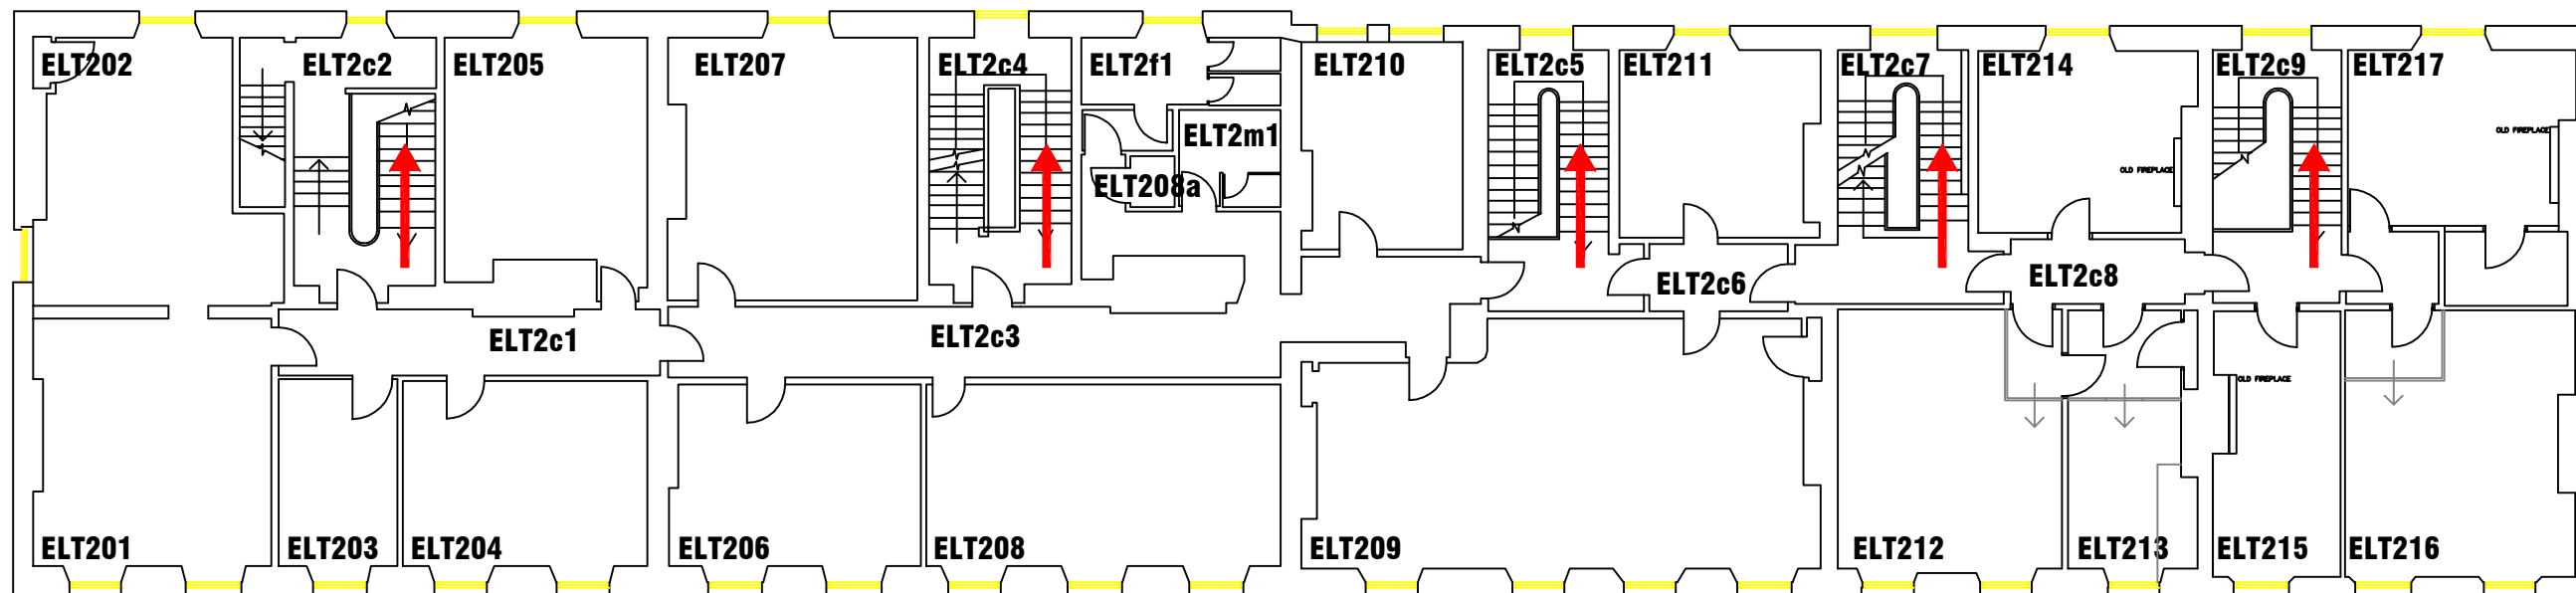 ELT202
ELT2c2
ELT205
ELT207
ELT2c4
ELT2f1
ELT210
ELT2c5
ELT211
ELT2c7
ELT214
ELT2c9
ELT217
OLD FIREPLACE
ELT2m1
OLD FIREPLACE
ELT208a
ELT2c8
ELT2c6
ELT2c1
ELT2c3
OLD FIREPLACE
ELT201
ELT203
ELT204
ELT206
ELT208
ELT209
ELT212
ELT213
ELT215
ELT216